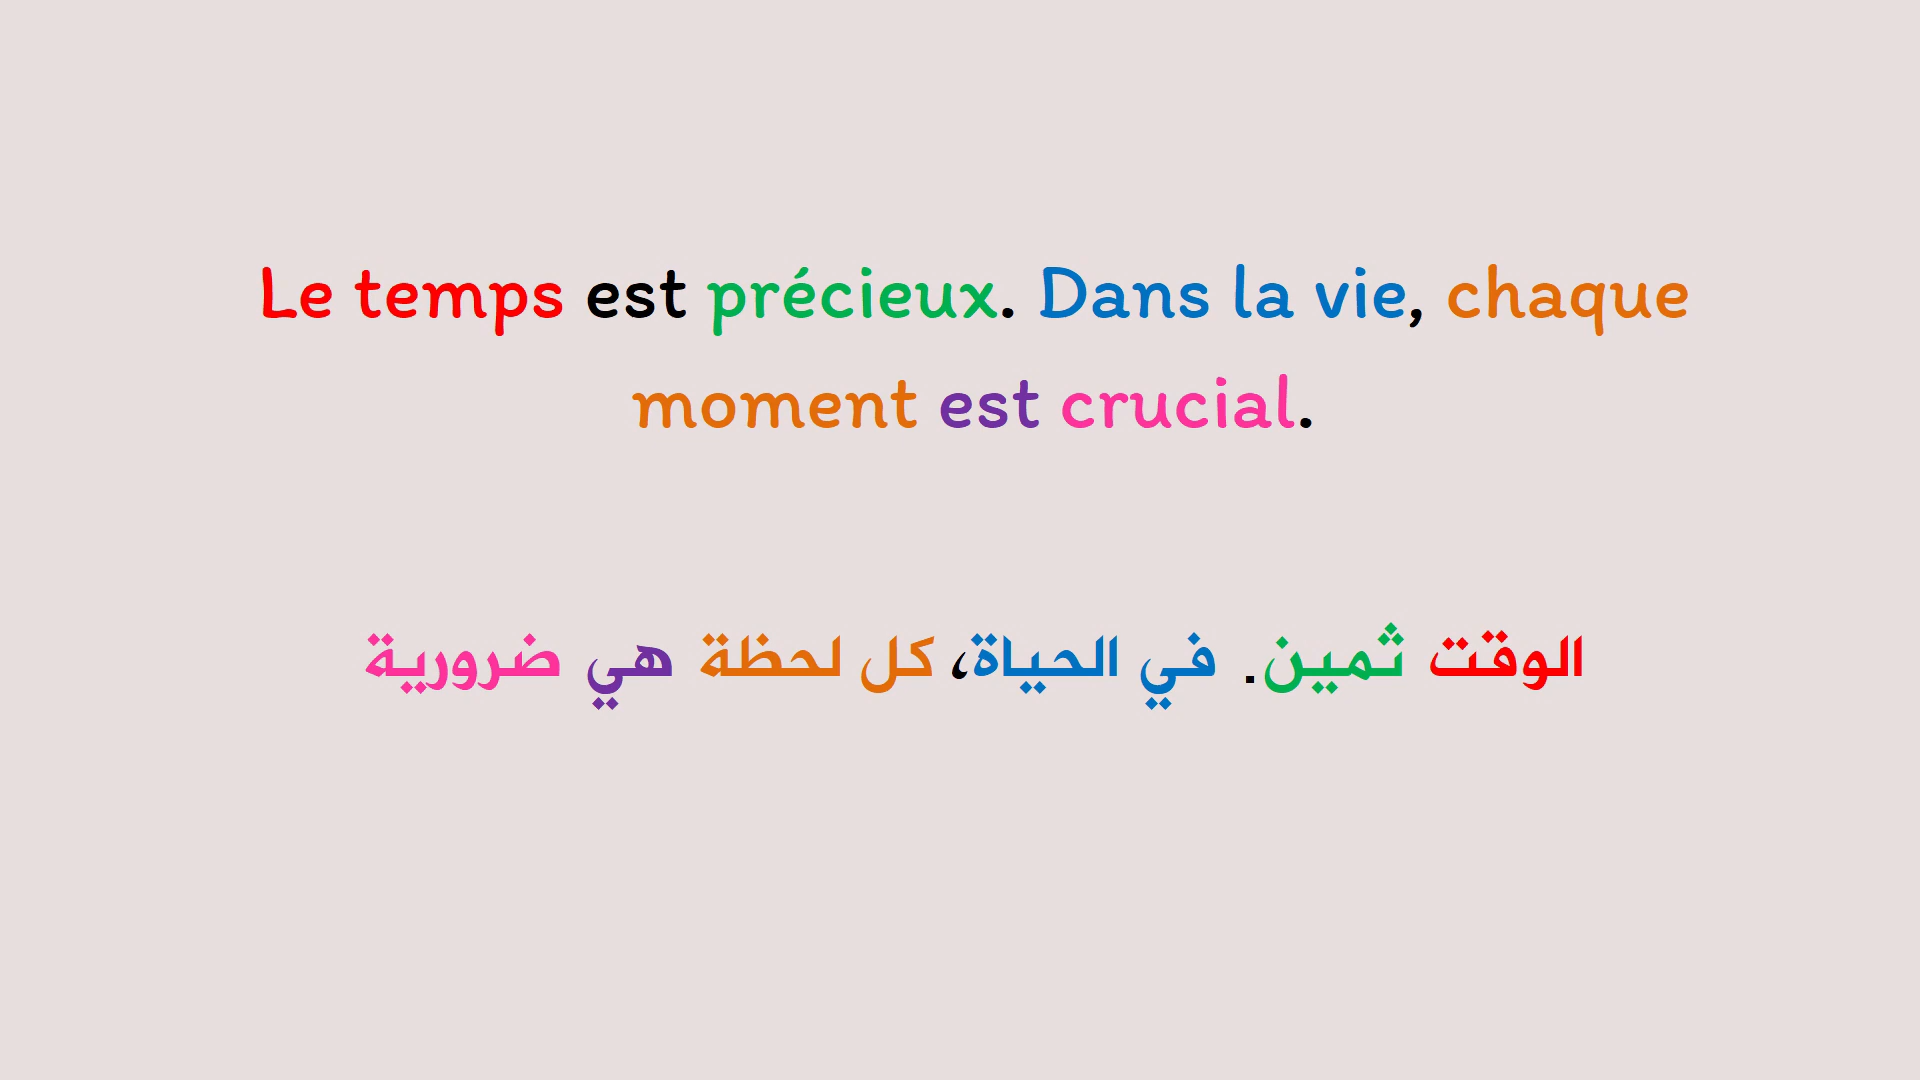 Le temps est précieux. Dans la vie, chaque
moment est crucial.
الوقت ثمين. في الحياة، كل لحظة هي ضرورية